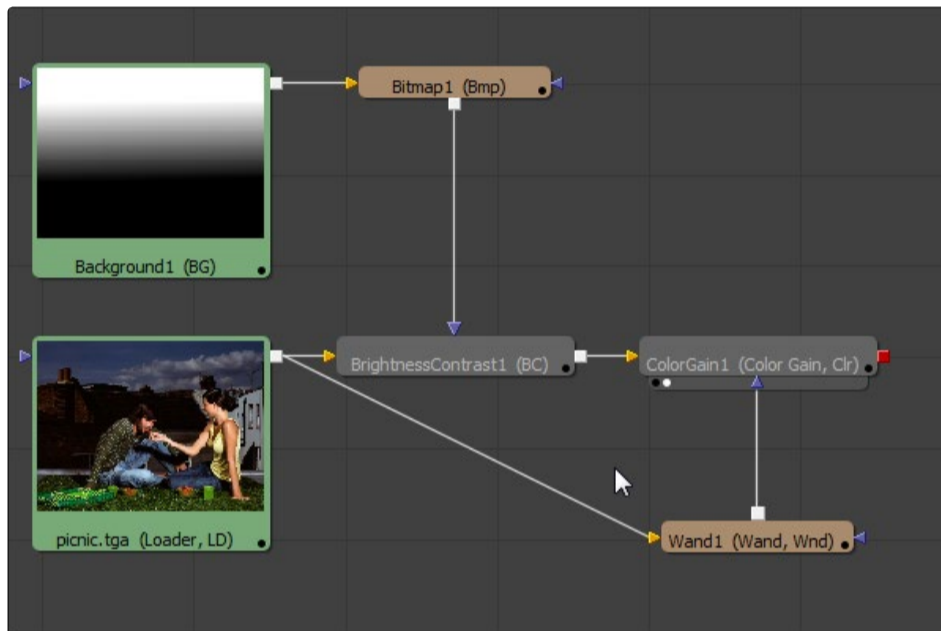 Bitmap1 (Bmp)
Background1 (BG)
BrightnessContrast1 (BC)
ColorGain1 (Color Gain, Clr)
picnic.tga (Loader, LD)
Wand1 (Wand, Wnd)